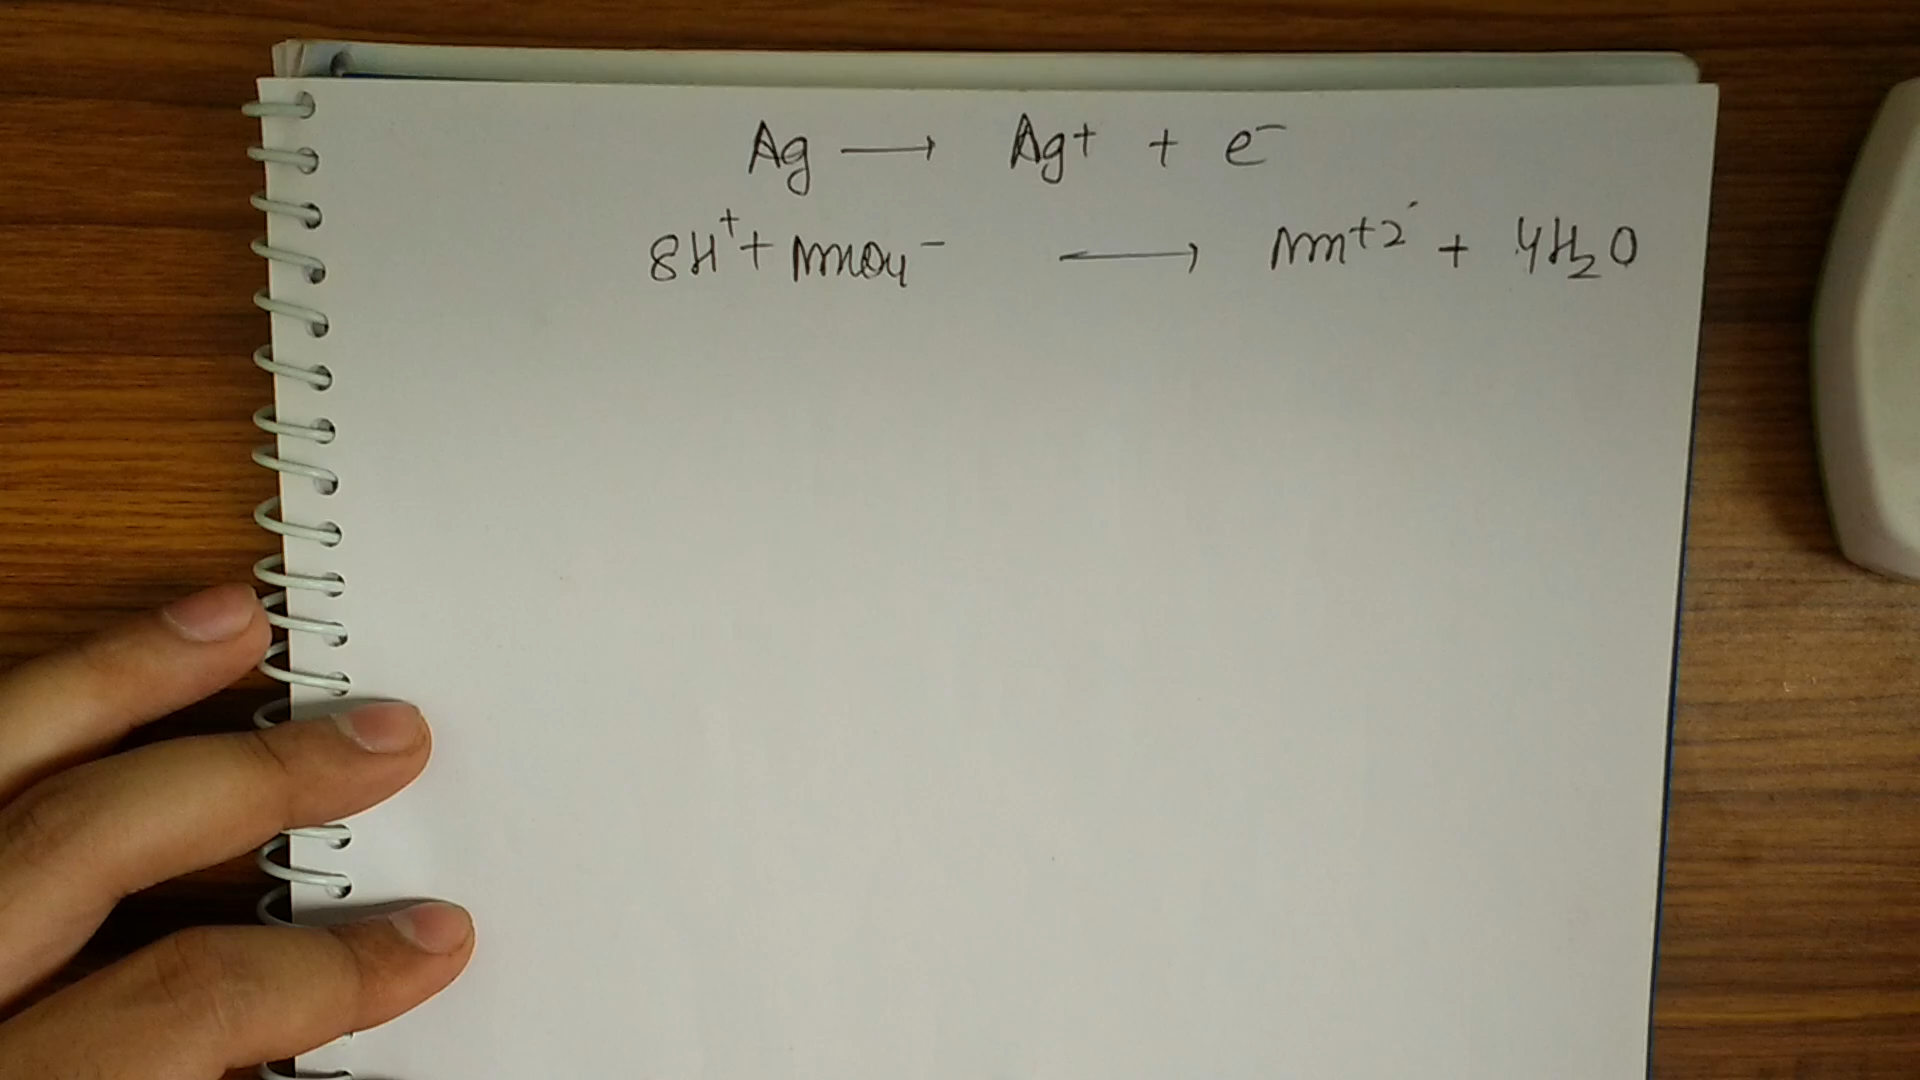 Ag ⟶ Ag+ + e⁻
8H⁺ + MnO₄⁻ ⟶ Mn+2 + 4H₂O